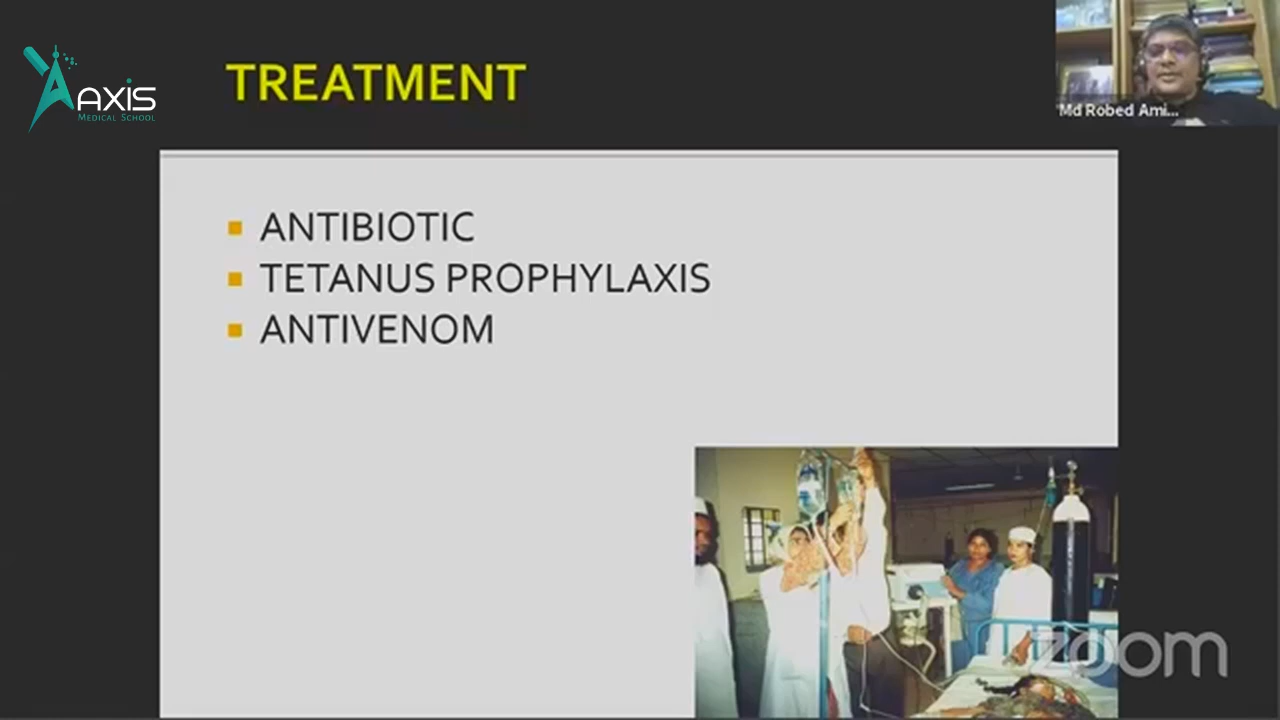 AXIS
MEDICAL SCHOOL
TREATMENT
Md Robed Ami...
ANTIBIOTIC
TETANUS PROPHYLAXIS
ANTIVENOM
zoom